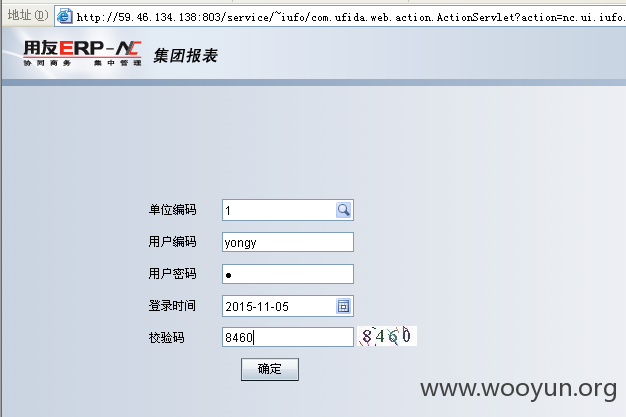 地址(D) http://59.46.134.138:803/service/~iufo/com.ufida.web.action.ActionServlet?action=nc.ui.iufo.
用友ERP-NC 集团报表
协同商务 集中管理
单位编码 1
用户编码 yongy
用户密码 ●
登录时间 2015-11-05
校验码 8460 8460
确定
www.wooyun.org